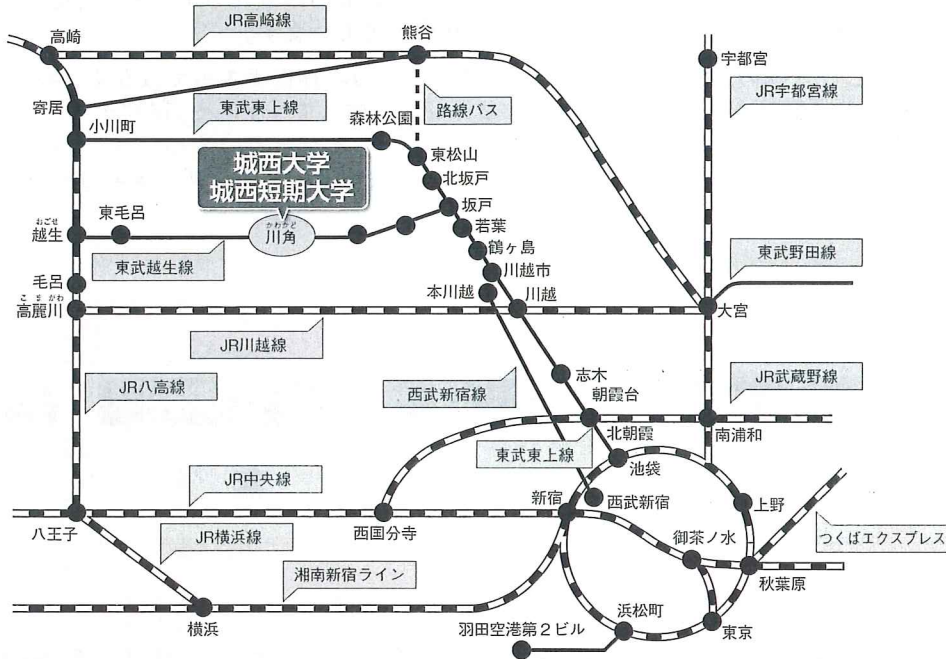 JR高崎線
高崎
熊谷
宇都宮
JR宇都宮線
寄居
東武東上線
路線バス
森林公園
小川町
東松山
城西大学
城西短期大学
北坂戸
坂戸
おごせ
越生
東毛呂
かわかど
川角
若葉
鶴ヶ島
東武越生線
東武野田線
川越市
毛呂
本川越
川越
こまがわ
高麗川
大宮
JR川越線
JR八高線
西武新宿線
志木
JR武蔵野線
朝霞台
北朝霞
南浦和
東武東上線
池袋
JR中央線
新宿
西武新宿
上野
八王子
西国分寺
JR横浜線
御茶ノ水
つくばエクスプレス
湘南新宿ライン
秋葉原
横浜
浜松町
東京
羽田空港第2ビル